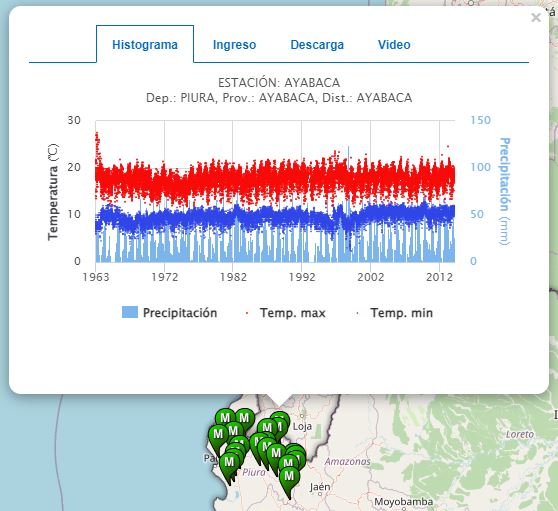 ×
Histograma Ingreso Descarga Video
ESTACIÓN: AYABACA
Dep.: PIURA, Prov.: AYABACA, Dist.: AYABACA
30 150
20 100
10 50
0 0
Temperatura (℃)
Precipitación (mm)
1963 1972 1982 1992 2002 2012
Precipitación Temp. max Temp. min
M M M M M M M M M M M M M
Loja
Loreto
Piura
Amazonas
Jaén
Moyobamba